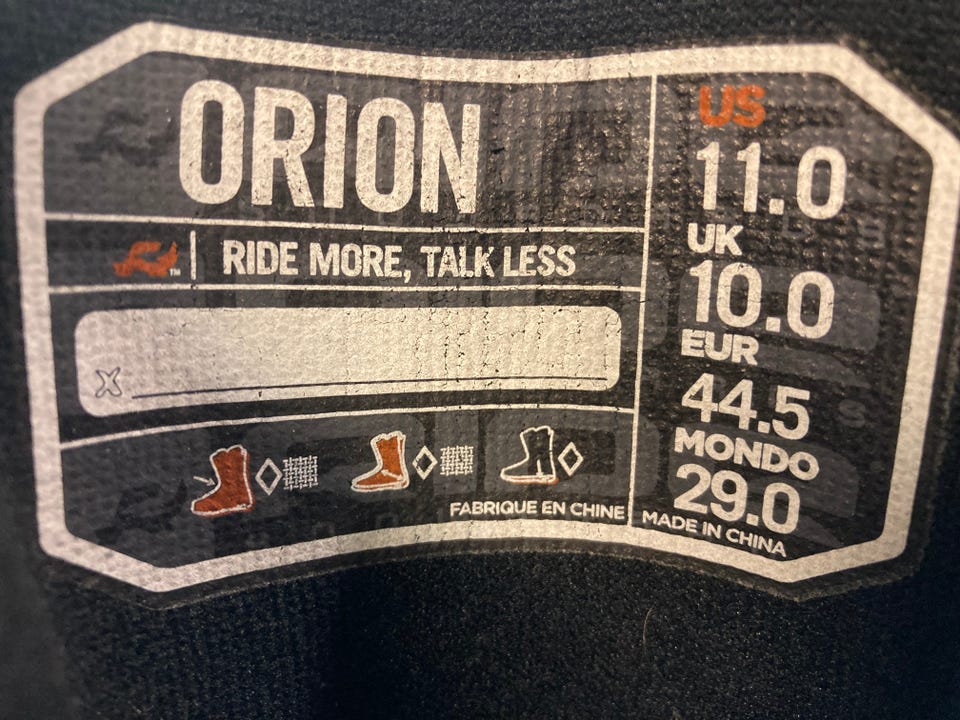 ORION
™ RIDE MORE, TALK LESS
X
FABRIQUE EN CHINE
US
11.0
UK
10.0
EUR
44.5
MONDO
29.0
MADE IN CHINA